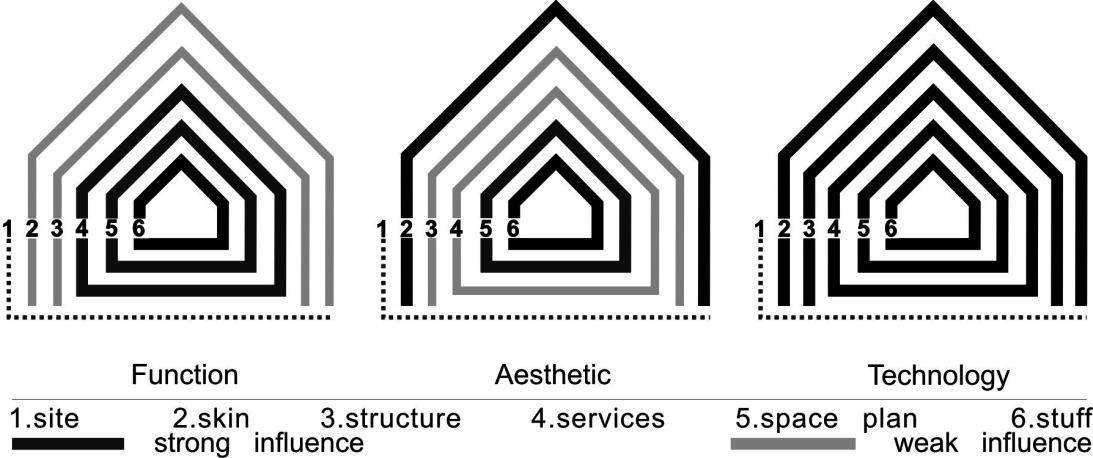 1 2 3 4 5 6
1 2 3 4 5 6
1 2 3 4 5 6
Function
Aesthetic
Technology
1.site 2.skin 3.structure 4.services 5.space plan 6.stuff
strong influence weak influence